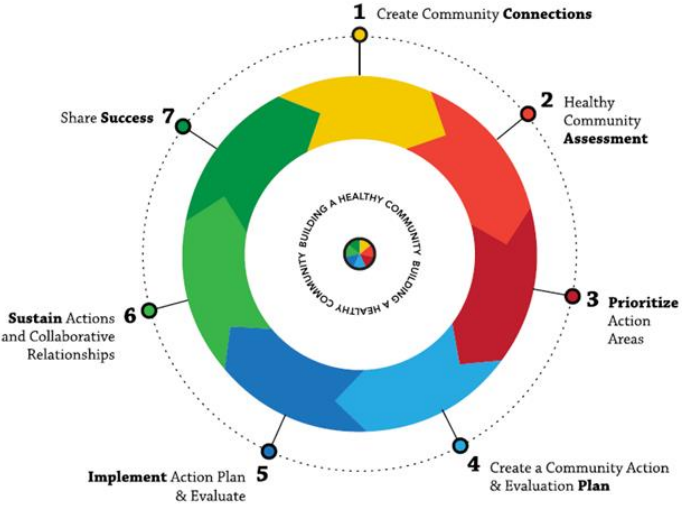 1 Create Community Connections
2 Healthy
Community
Assessment
3 Prioritize
Action
Areas
4 Create a Community Action
& Evaluation Plan
5 Implement Action Plan
& Evaluate
6 Sustain Actions
and Collaborative
Relationships
7 Share Success
BUILDING A HEALTHY COMMUNITY BUILDING A HEALTHY COMMUNITY